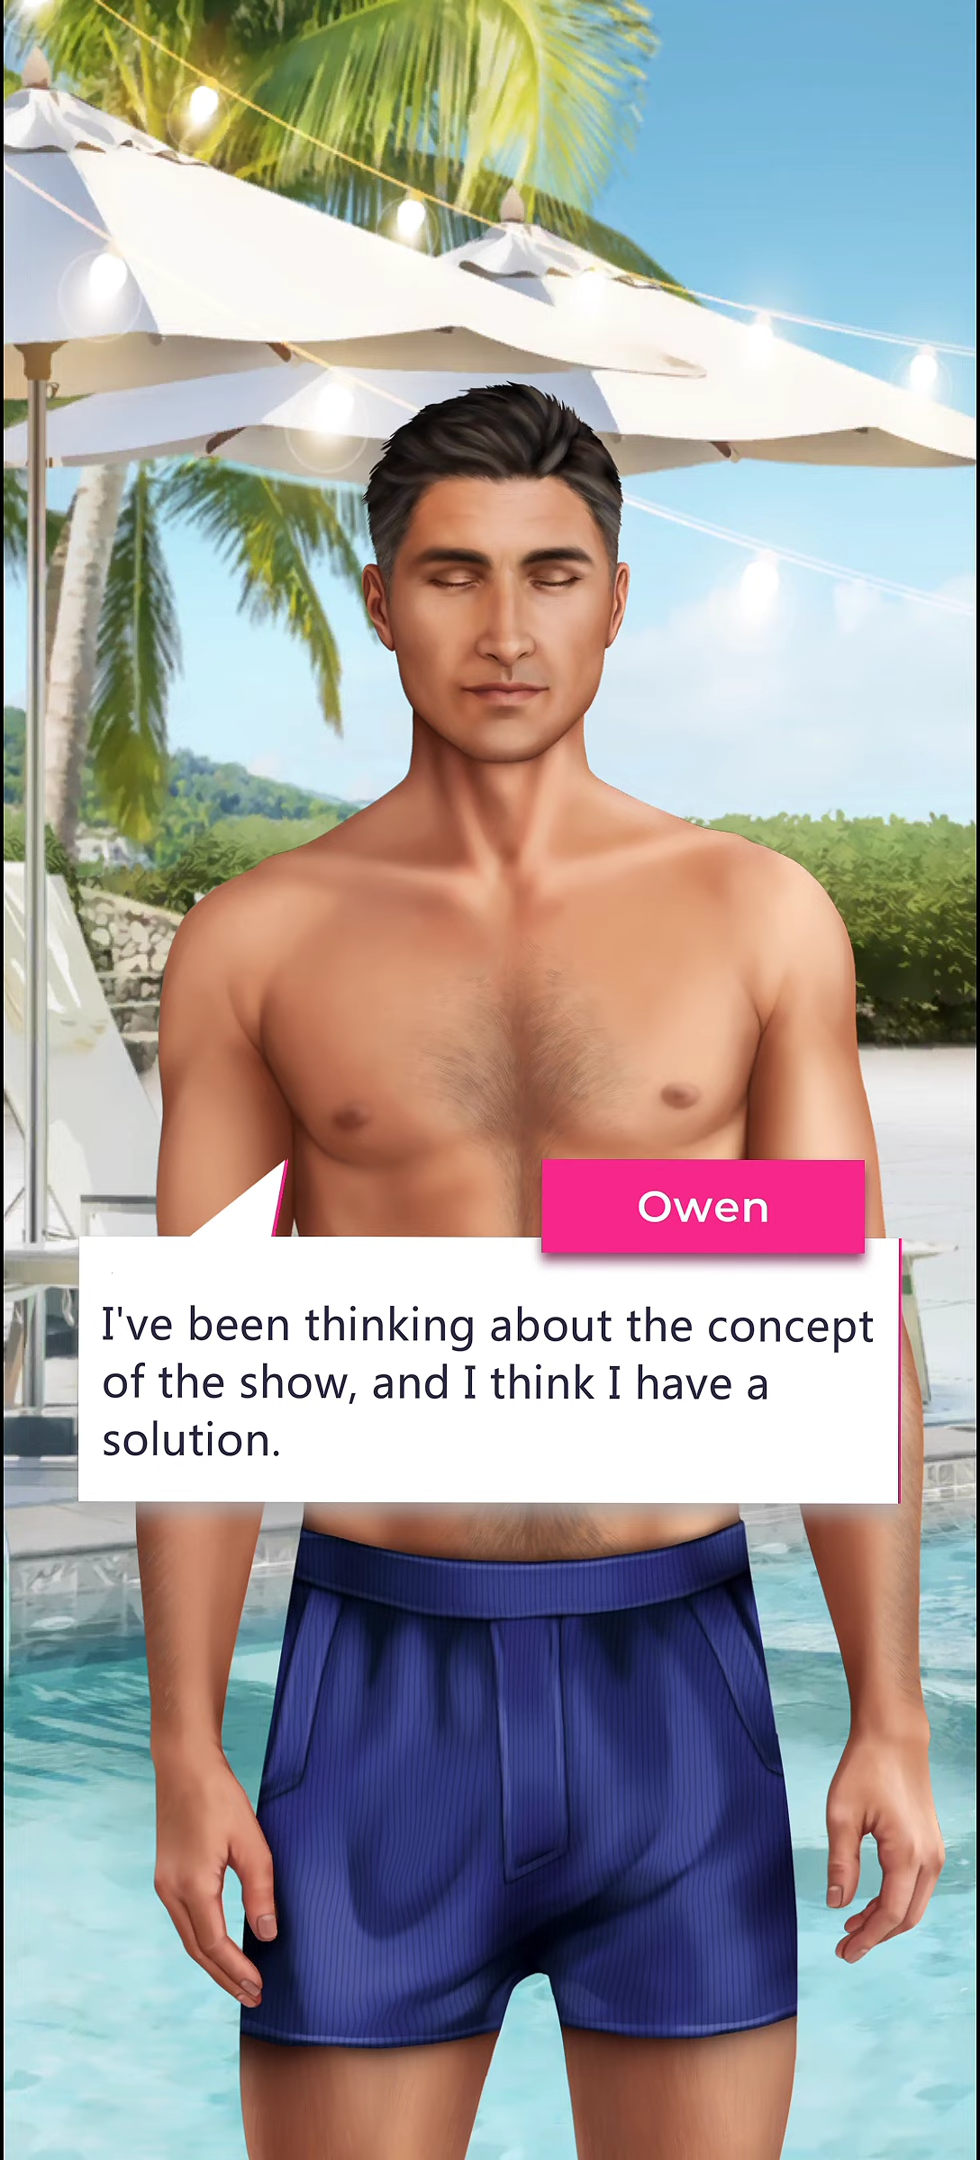 Owen
I've been thinking about the concept
of the show, and I think I have a
solution.